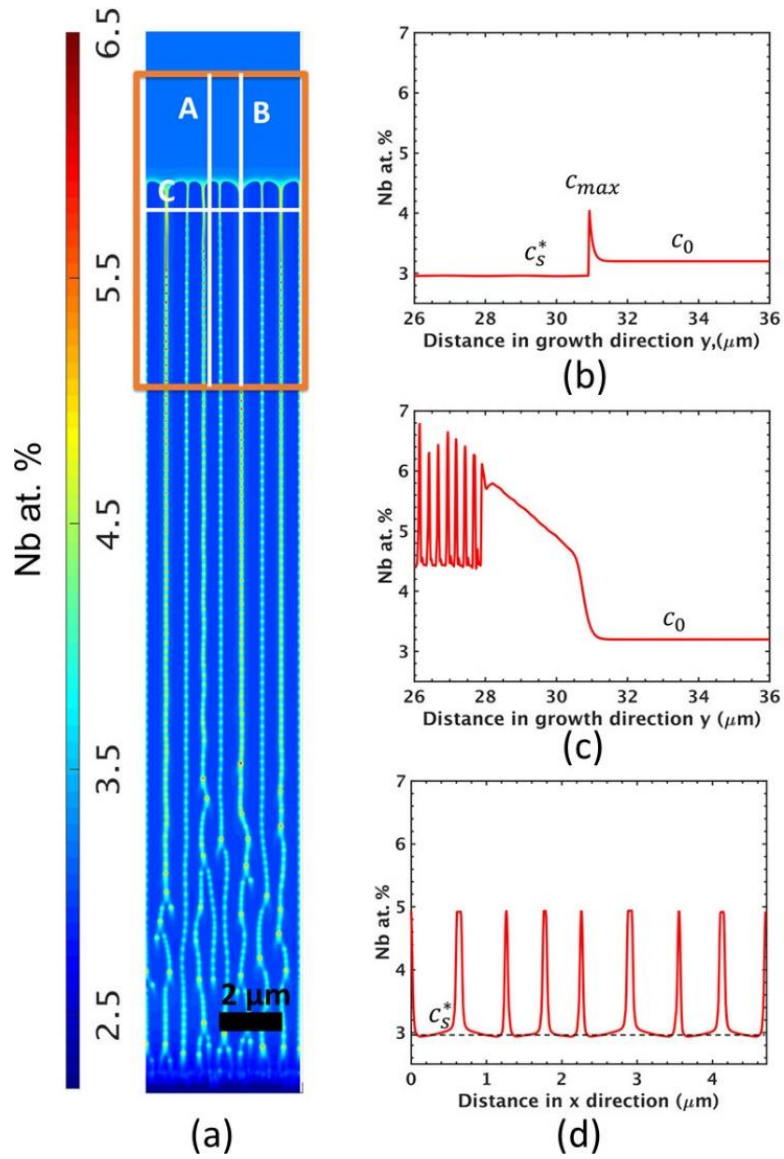 6.5
5.5
4.5
3.5
2.5
Nb at. %
A
B
C
2 μm
(a)
7
6
5
4
3
Nb at. %
c_max
c_s^*
c_0
26 28 30 32 34 36
Distance in growth direction y,(μm)
(b)
7
6
5
4
3
Nb at. %
c_0
26 28 30 32 34 36
Distance in growth direction y (μm)
(c)
7
6
5
4
3
Nb at. %
c_s^*
0 1 2 3 4
Distance in x direction (μm)
(d)